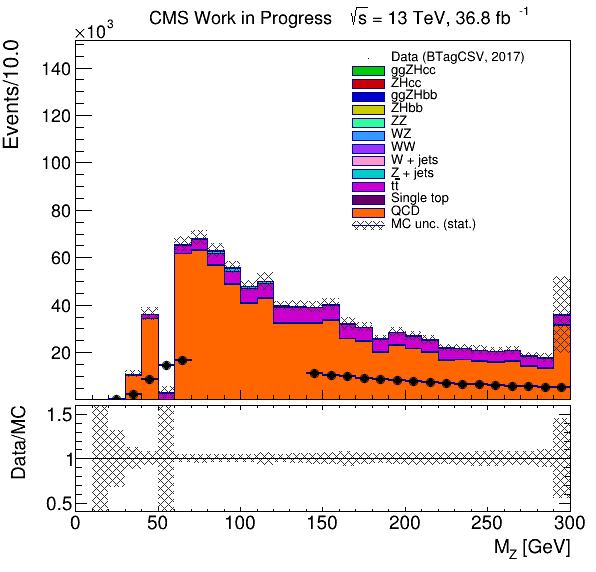 CMS Work in Progress √s = 13 TeV, 36.8 fb⁻¹
×10³
Events/10.0
140
120
100
80
60
40
20
Data (BTagCSV, 2017)
ggZHcc
ZHcc
ggZHbb
ZHbb
ZZ
WZ
WW
W + jets
Z + jets
tt̅
Single top
QCD
MC unc. (stat.)
Data/MC
1.5
1
0.5
0 50 100 150 200 250 300
M_Z [GeV]